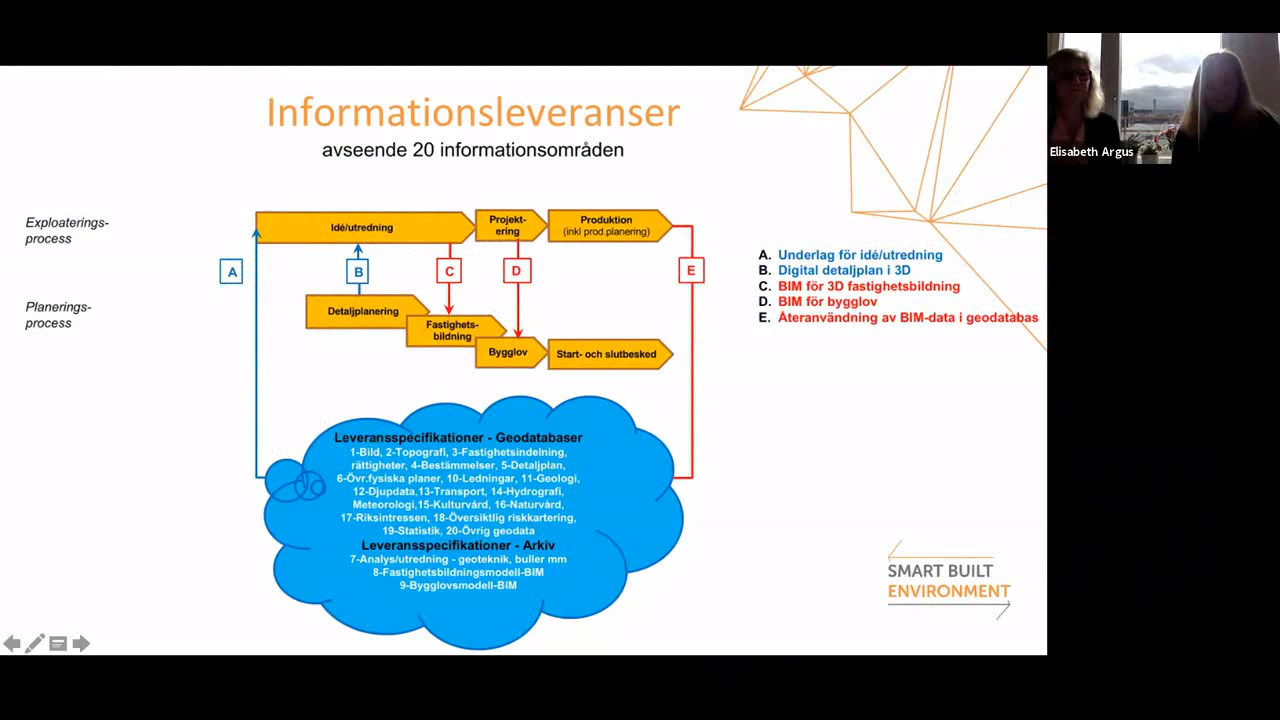 Informationsleveranser
avseende 20 informationsområden
Elisabeth Argus
Exploaterings-
process
Idé/utredning
Projekt-
ering
Produktion
(inkl prod.planering)
A
B
C
D
E
Planerings-
process
Detaljplanering
Fastighets-
bildning
Bygglov
Start- och slutbesked
A. Underlag för idé/utredning
B. Digital detaljplan i 3D
C. BIM för 3D fastighetsbildning
D. BIM för bygglov
E. Återanvändning av BIM-data i geodatabas
Leveransspecifikationer - Geodatabaser
1-Bild, 2-Topografi, 3-Fastighetsindelning,
rättigheter, 4-Bestämmelser, 5-Detaljplan,
6-Övr.fysiska planer, 10-Ledningar, 11-Geologi,
12-Djupdata,13-Transport, 14-Hydrografi,
Meteorologi,15-Kulturvård, 16-Naturvård,
17-Riksintressen, 18-Översiktlig riskkartering,
19-Statistik, 20-Övrig geodata
Leveransspecifikationer - Arkiv
7-Analys/utredning - geoteknik, buller mm
8-Fastighetsbildningsmodell-BIM
9-Bygglovsmodell-BIM
SMART BUILT
ENVIRONMENT